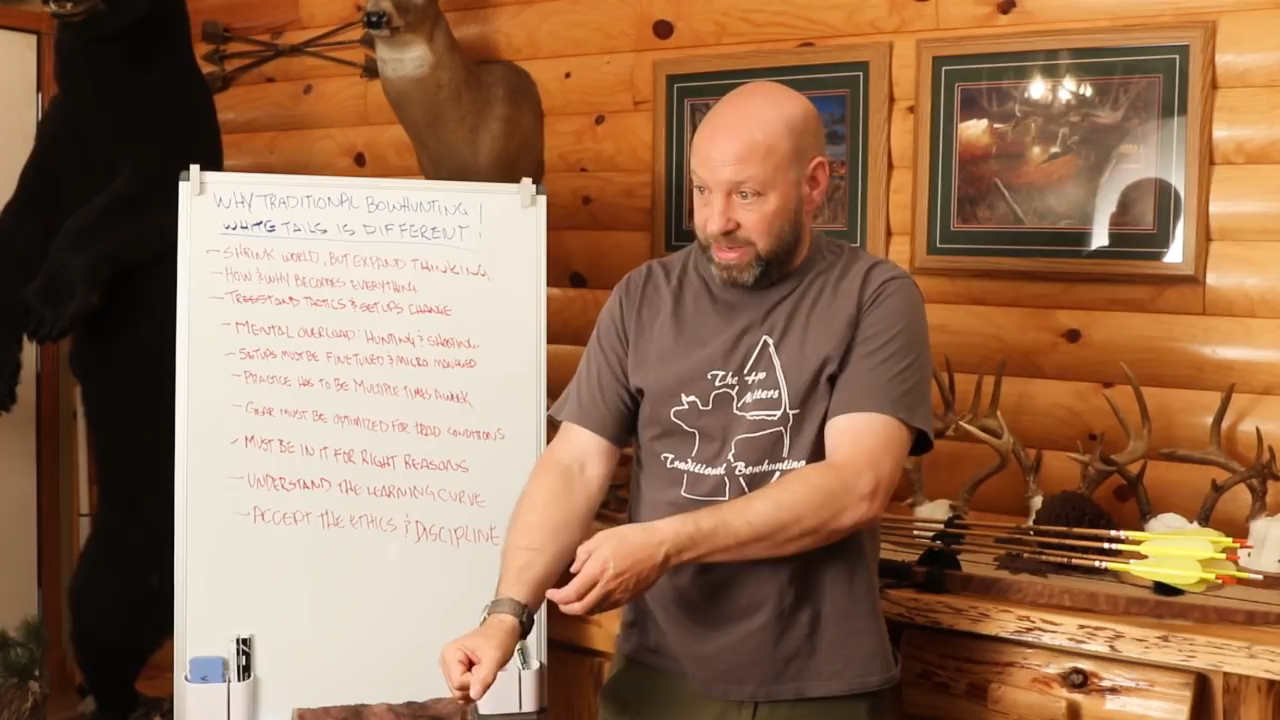 WHY TRADITIONAL BOWHUNTING!
WHITETAILS IS DIFFERENT!
- SHRINK WORLD, BUT EXPAND THINKING
- HOW & WHY BECOMES EVERYTHING
- TREESTAND TACTICS & SETUPS CHANGE
- MENTAL OVERLOAD: HUNTING & SHOOTING
- SETUPS MUST BE FINE TUNED & MICRO MANAGED
- PRACTICE HAS TO BE MULTIPLE TIMES A WEEK
- GEAR MUST BE OPTIMIZED FOR TRAD CONDITIONS
- MUST BE IN IT FOR RIGHT REASONS
- UNDERSTAND THE LEARNING CURVE
- ACCEPT THE ETHICS & DISCIPLINE
The
Traditional Bowhunting